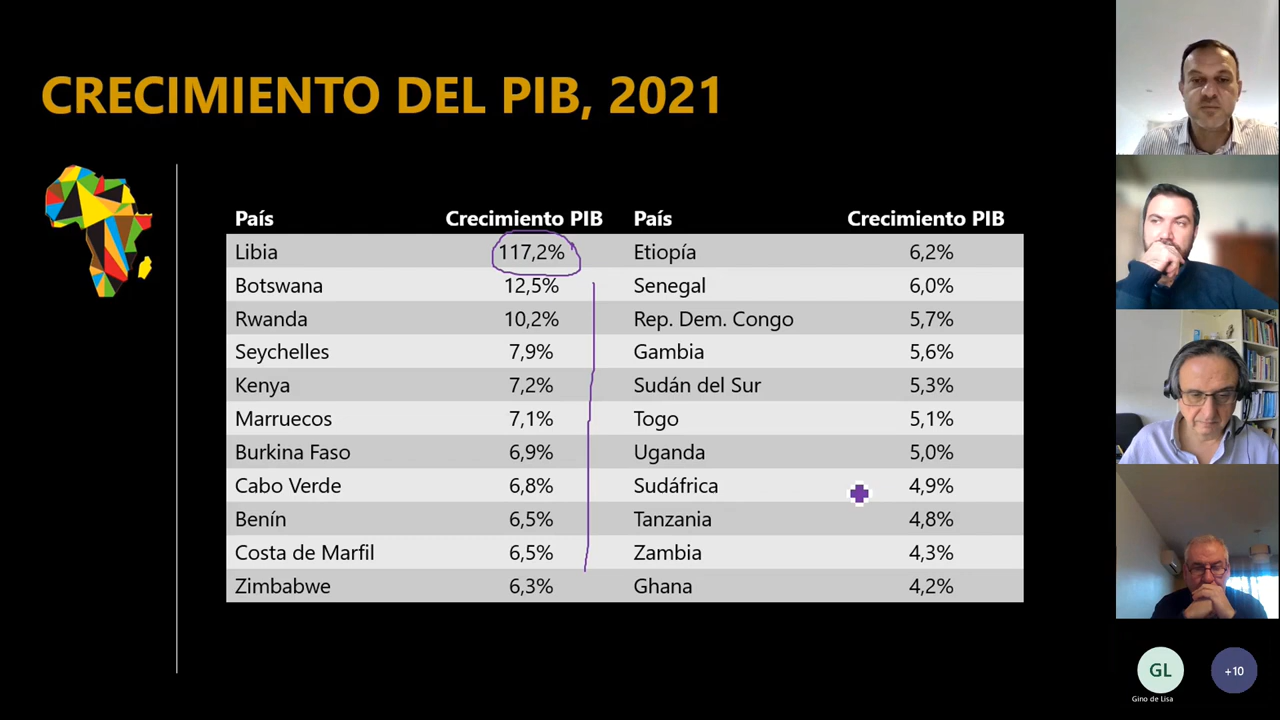 CRECIMIENTO DEL PIB, 2021
País Crecimiento PIB País Crecimiento PIB
Libia 117,2% Etiopía 6,2%
Botswana 12,5% Senegal 6,0%
Rwanda 10,2% Rep. Dem. Congo 5,7%
Seychelles 7,9% Gambia 5,6%
Kenya 7,2% Sudán del Sur 5,3%
Marruecos 7,1% Togo 5,1%
Burkina Faso 6,9% Uganda 5,0%
Cabo Verde 6,8% Sudáfrica 4,9%
Benín 6,5% Tanzania 4,8%
Costa de Marfil 6,5% Zambia 4,3%
Zimbabwe 6,3% Ghana 4,2%
GL +10
Gino de Lisa